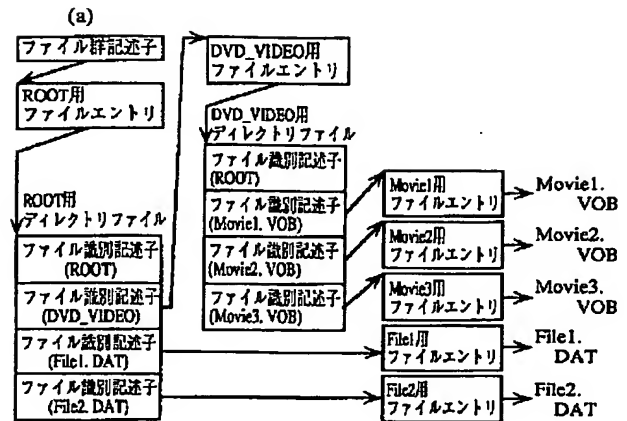 (a)
ファイル群記述子
ROOT用
ファイルエントリ
ROOT用
ディレクトリファイル
ファイル識別記述子
(ROOT)
ファイル識別記述子
(DVD_VIDEO)
ファイル識別記述子
(File1. DAT)
ファイル識別記述子
(File2. DAT)
DVD_VIDEO用
ファイルエントリ
DVD_VIDEO用
ディレクトリファイル
ファイル識別記述子
(ROOT)
ファイル識別記述子
(Movie1. VOB)
ファイル識別記述子
(Movie2. VOB)
ファイル識別記述子
(Movie3. VOB)
Movie1用
ファイルエントリ
Movie1.
VOB
Movie2用
ファイルエントリ
Movie2.
VOB
Movie3用
ファイルエントリ
Movie3.
VOB
File1用
ファイルエントリ
File1.
DAT
File2用
ファイルエントリ
File2.
DAT